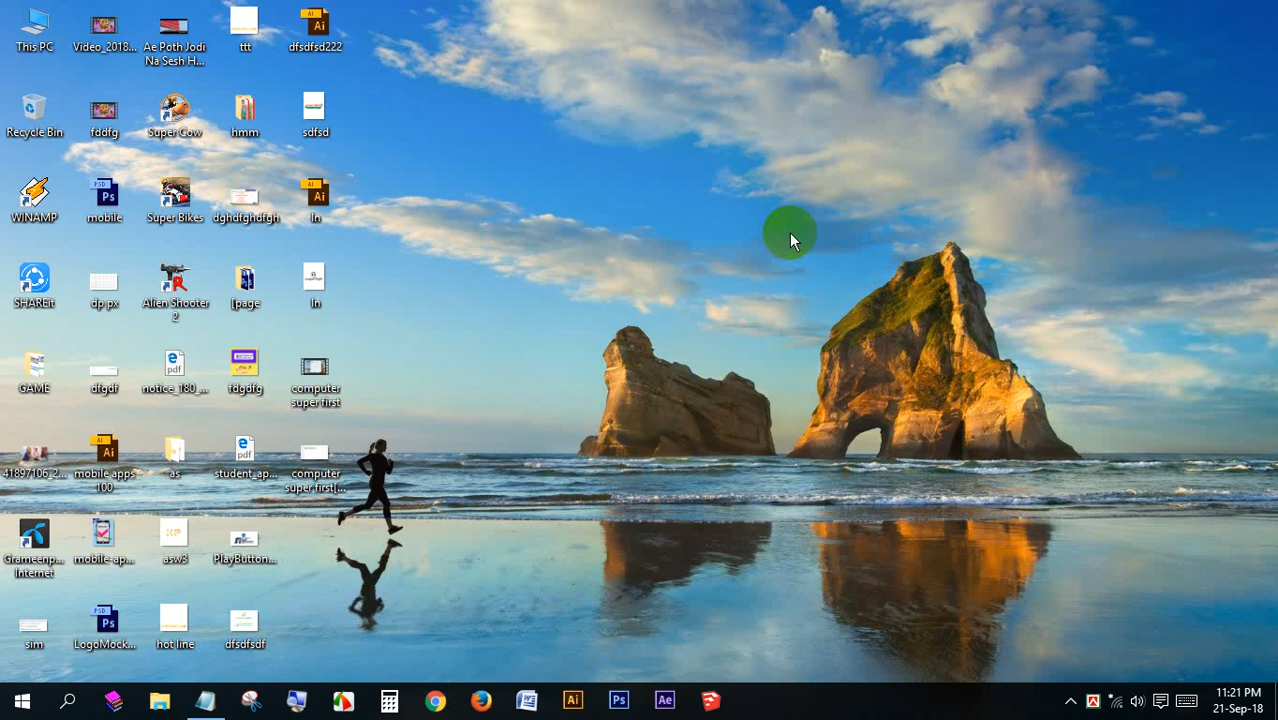 This PC
Video_2018...
Ae Poth Jodi
Na Sesh H...
ttt
dfsdfsd222
Recycle Bin
fddfg
Super Cow
hmm
sdfsd
WINAMP
mobile
Super Bikes
dghdfghdfgh
In
SHAREit
dp px
Alien Shooter
2
[page
In
GAME
dfgdf
notice_180_...
fdgdfg
computer
super first
41897106_2...
mobile apps
100
as
student_ap...
computer
super first[...
Grameenp...
Internet
mobile-ap...
asw3
PlayButton...
sim
LogoMock...
hot line
dfsdfsdf
11:21 PM
21-Sep-18